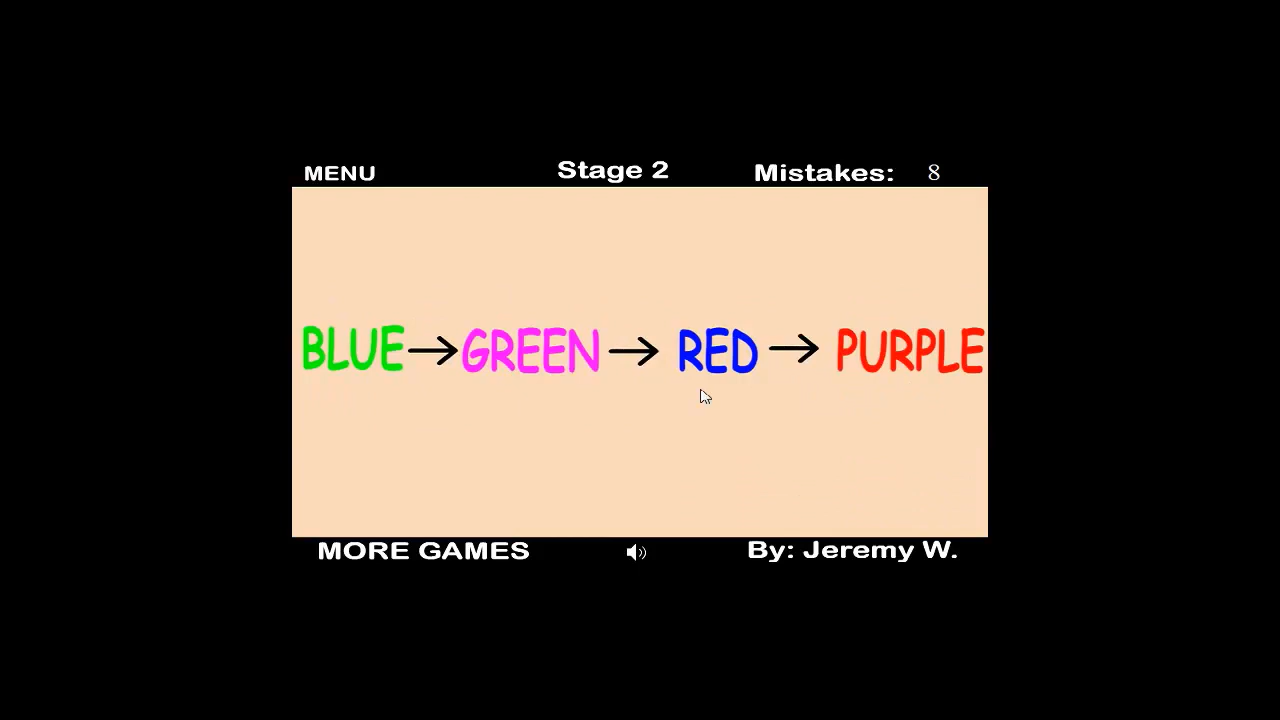 MENU Stage 2 Mistakes: 8
BLUE → GREEN → RED → PURPLE
MORE GAMES By: Jeremy W.